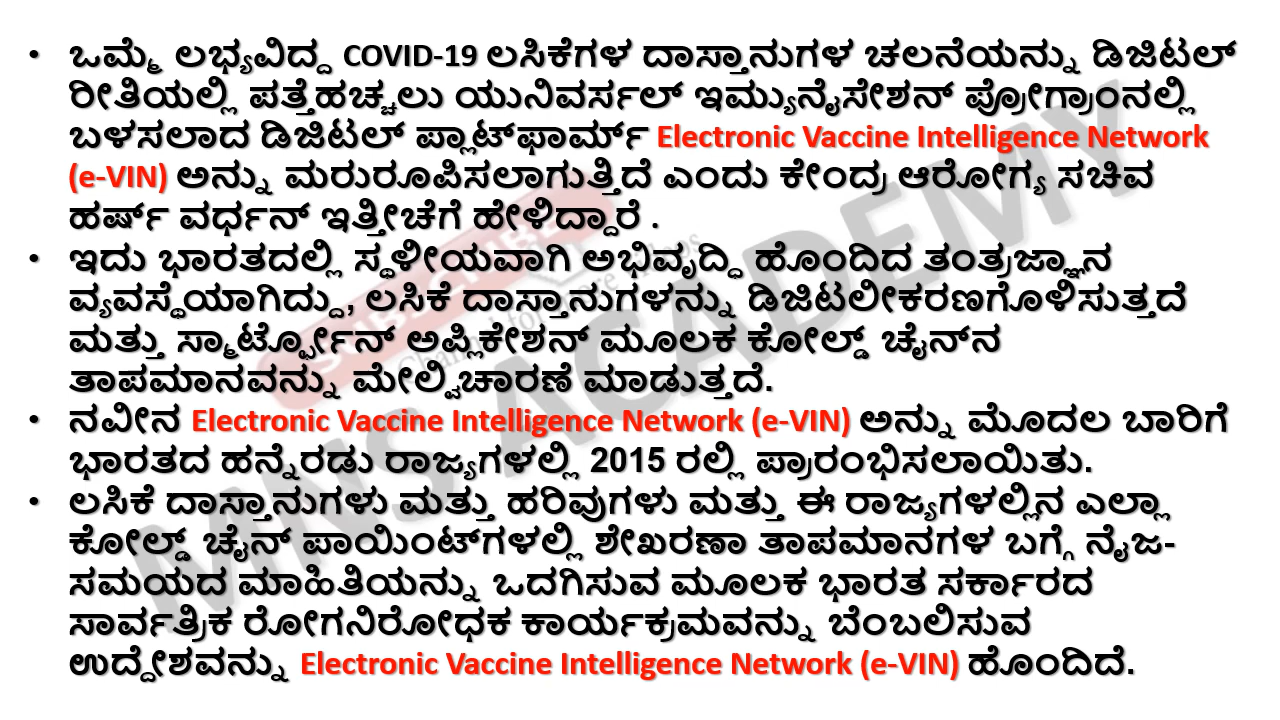 • ಒಮ್ಮೆ ಲಭ್ಯವಿದ್ದ COVID-19 ಲಸಿಕೆಗಳ ದಾಸ್ತಾನುಗಳ ಚಲನೆಯನ್ನು ಡಿಜಿಟಲ್
ರೀತಿಯಲ್ಲಿ ಪತ್ತೆಹಚ್ಚಲು ಯುನಿವರ್ಸಲ್ ಇಮ್ಯುನೈಸೇಶನ್ ಪ್ರೋಗ್ರಾಂನಲ್ಲಿ
ಬಳಸಲಾದ ಡಿಜಿಟಲ್ ಪ್ಲಾಟ್‌ಫಾರ್ಮ್ Electronic Vaccine Intelligence Network
(e-VIN) ಅನ್ನು ಮರುರೂಪಿಸಲಾಗುತ್ತಿದೆ ಎಂದು ಕೇಂದ್ರ ಆರೋಗ್ಯ ಸಚಿವ
ಹರ್ಷ್ ವರ್ಧನ್ ಇತ್ತೀಚೆಗೆ ಹೇಳಿದ್ದಾರೆ .
• ಇದು ಭಾರತದಲ್ಲಿ ಸ್ಥಳೀಯವಾಗಿ ಅಭಿವೃದ್ಧಿ ಹೊಂದಿದ ತಂತ್ರಜ್ಞಾನ
ವ್ಯವಸ್ಥೆಯಾಗಿದ್ದು, ಲಸಿಕೆ ದಾಸ್ತಾನುಗಳನ್ನು ಡಿಜಿಟಲೀಕರಣಗೊಳಿಸುತ್ತದೆ
ಮತ್ತು ಸ್ಮಾರ್ಟ್ಫೋನ್ ಅಪ್ಲಿಕೇಶನ್ ಮೂಲಕ ಕೋಲ್ಡ್ ಚೈನ್‌ನ
ತಾಪಮಾನವನ್ನು ಮೇಲ್ವಿಚಾರಣೆ ಮಾಡುತ್ತದೆ.
• ನವೀನ Electronic Vaccine Intelligence Network (e-VIN) ಅನ್ನು ಮೊದಲ ಬಾರಿಗೆ
ಭಾರತದ ಹನ್ನೆರಡು ರಾಜ್ಯಗಳಲ್ಲಿ 2015 ರಲ್ಲಿ ಪ್ರಾರಂಭಿಸಲಾಯಿತು.
• ಲಸಿಕೆ ದಾಸ್ತಾನುಗಳು ಮತ್ತು ಹರಿವುಗಳು ಮತ್ತು ಈ ರಾಜ್ಯಗಳಲ್ಲಿನ ಎಲ್ಲಾ
ಕೋಲ್ಡ್ ಚೈನ್ ಪಾಯಿಂಟ್‌ಗಳಲ್ಲಿ ಶೇಖರಣಾ ತಾಪಮಾನಗಳ ಬಗ್ಗೆ ನೈಜ-
ಸಮಯದ ಮಾಹಿತಿಯನ್ನು ಒದಗಿಸುವ ಮೂಲಕ ಭಾರತ ಸರ್ಕಾರದ
ಸಾರ್ವತ್ರಿಕ ರೋಗನಿರೋಧಕ ಕಾರ್ಯಕ್ರಮವನ್ನು ಬೆಂಬಲಿಸುವ
ಉದ್ದೇಶವನ್ನು Electronic Vaccine Intelligence Network (e-VIN) ಹೊಂದಿದೆ.
SUBSCRIBE
MNS ACADEMY